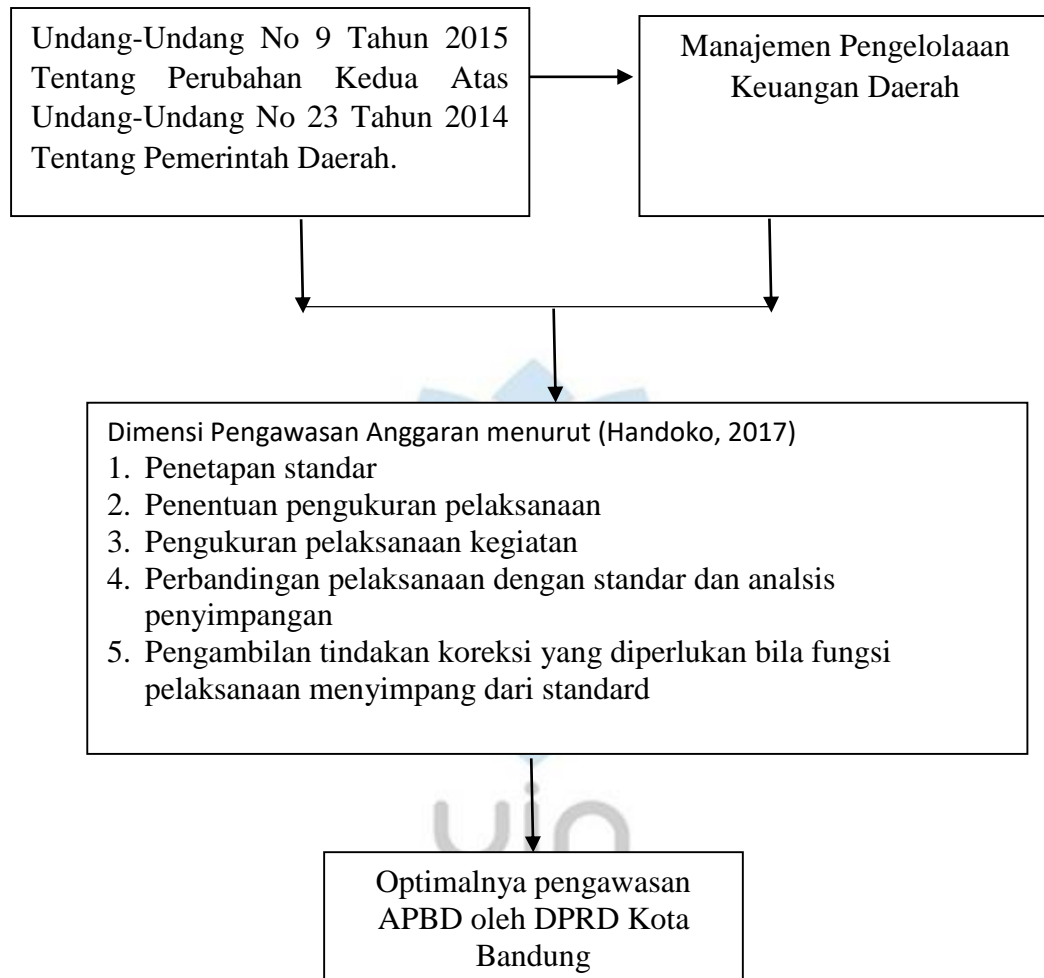 Undang-Undang No 9 Tahun 2015
Tentang Perubahan Kedua Atas
Undang-Undang No 23 Tahun 2014
Tentang Pemerintah Daerah.
Manajemen Pengelolaaan
Keuangan Daerah
Dimensi Pengawasan Anggaran menurut (Handoko, 2017)
1. Penetapan standar
2. Penentuan pengukuran pelaksanaan
3. Pengukuran pelaksanaan kegiatan
4. Perbandingan pelaksanaan dengan standar dan analsis
penyimpangan
5. Pengambilan tindakan koreksi yang diperlukan bila fungsi
pelaksanaan menyimpang dari standard
uin
Optimalnya pengawasan
APBD oleh DPRD Kota
Bandung